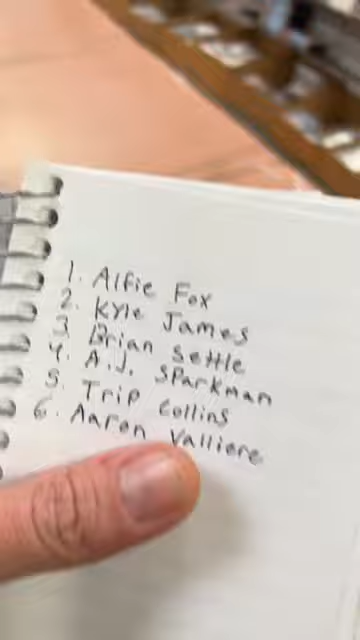 1. Alfie Fox
2. Kyle James
3. Brian Settle
4. A.J. Sparkman
5. Trip Collins
6. Aaron Valliere